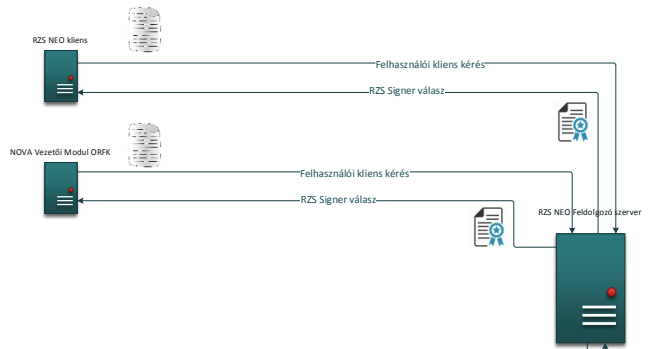 RZS NEO kliens
Felhasználói kliens kérés
RZS Signer válasz
NOVA Vezetői Modul ORFK
Felhasználói kliens kérés
RZS Signer válasz
RZS NEO Feldolgozó szerver